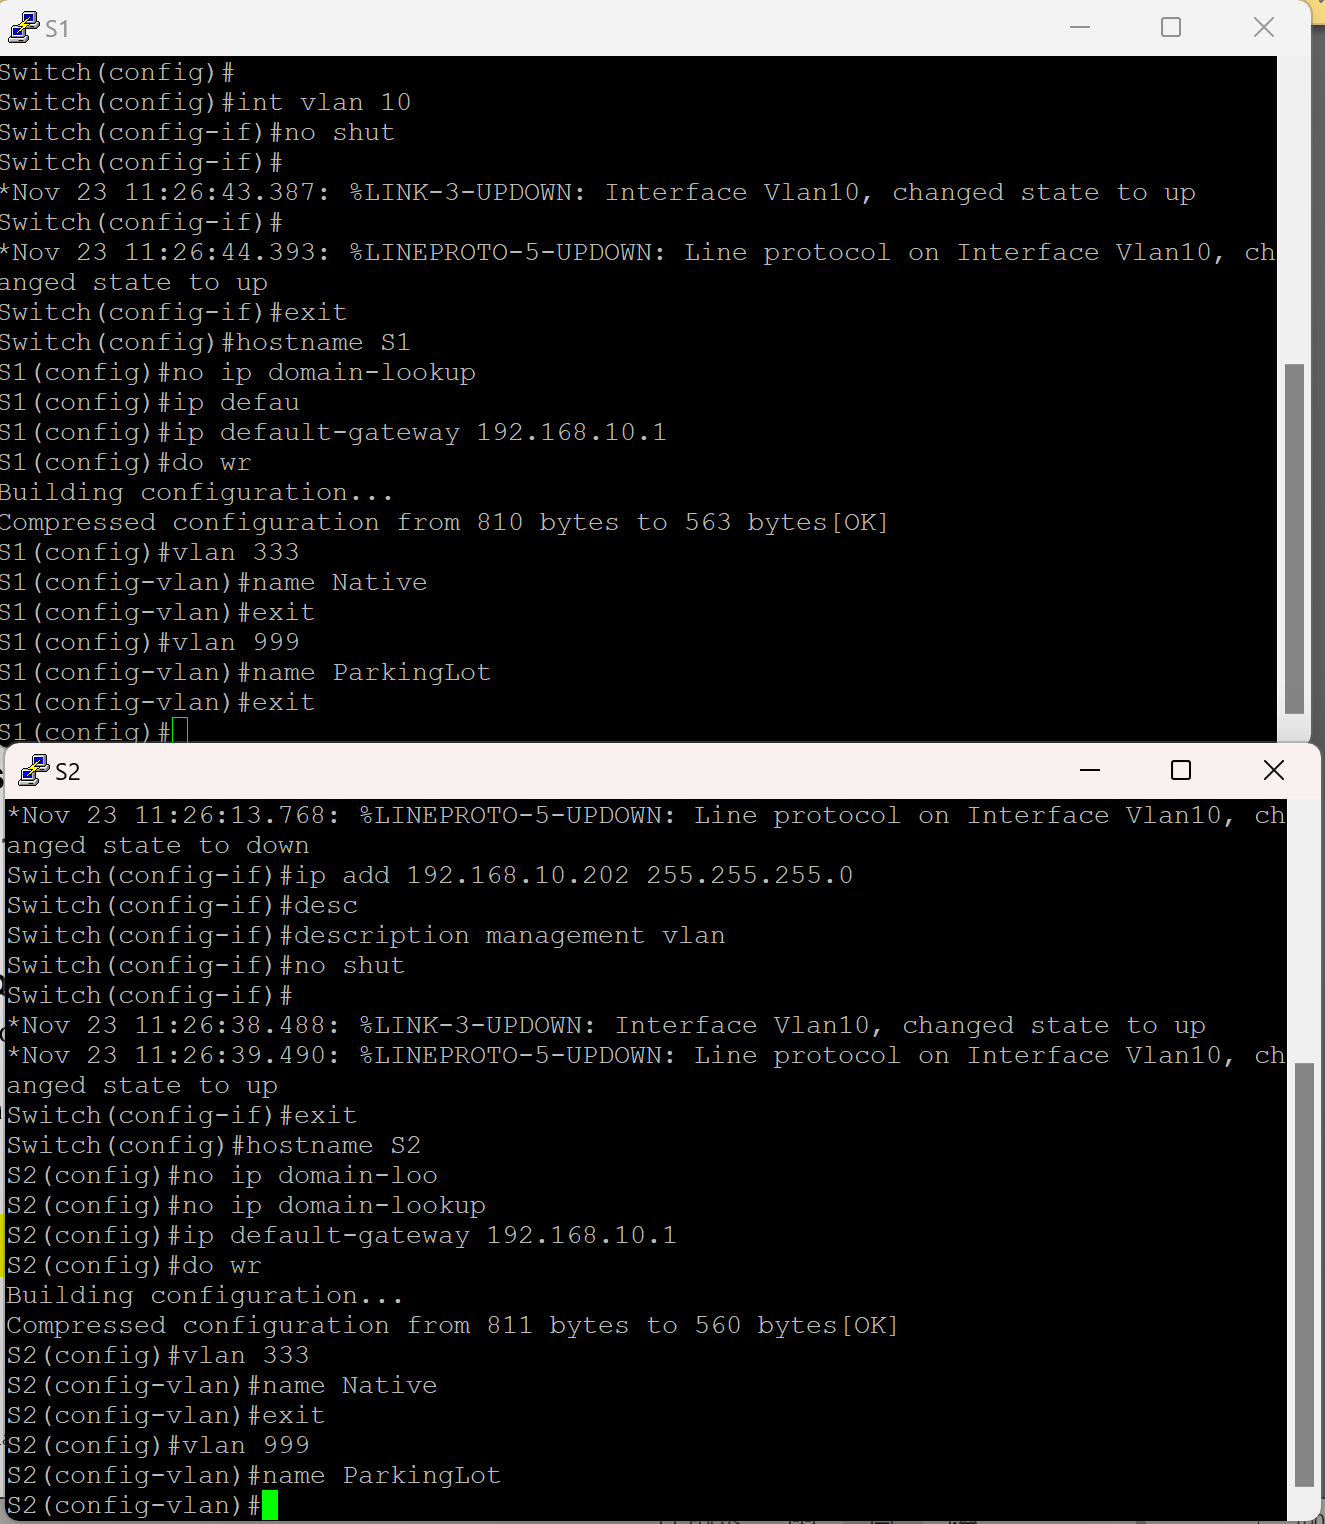 S1
Switch(config)#
Switch(config)#int vlan 10
Switch(config-if)#no shut
Switch(config-if)#
*Nov 23 11:26:43.387: %LINK-3-UPDOWN: Interface Vlan10, changed state to up
Switch(config-if)#
*Nov 23 11:26:44.393: %LINEPROTO-5-UPDOWN: Line protocol on Interface Vlan10, ch
anged state to up
Switch(config-if)#exit
Switch(config)#hostname S1
S1(config)#no ip domain-lookup
S1(config)#ip defau
S1(config)#ip default-gateway 192.168.10.1
S1(config)#do wr
Building configuration...
Compressed configuration from 810 bytes to 563 bytes[OK]
S1(config)#vlan 333
S1(config-vlan)#name Native
S1(config-vlan)#exit
S1(config)#vlan 999
S1(config-vlan)#name ParkingLot
S1(config-vlan)#exit
S1(config)#
S2
*Nov 23 11:26:13.768: %LINEPROTO-5-UPDOWN: Line protocol on Interface Vlan10, ch
anged state to down
Switch(config-if)#ip add 192.168.10.202 255.255.255.0
Switch(config-if)#desc
Switch(config-if)#description management vlan
Switch(config-if)#no shut
Switch(config-if)#
*Nov 23 11:26:38.488: %LINK-3-UPDOWN: Interface Vlan10, changed state to up
*Nov 23 11:26:39.490: %LINEPROTO-5-UPDOWN: Line protocol on Interface Vlan10, ch
anged state to up
Switch(config-if)#exit
Switch(config)#hostname S2
S2(config)#no ip domain-loo
S2(config)#no ip domain-lookup
S2(config)#ip default-gateway 192.168.10.1
S2(config)#do wr
Building configuration...
Compressed configuration from 811 bytes to 560 bytes[OK]
S2(config)#vlan 333
S2(config-vlan)#name Native
S2(config-vlan)#exit
S2(config)#vlan 999
S2(config-vlan)#name ParkingLot
S2(config-vlan)#